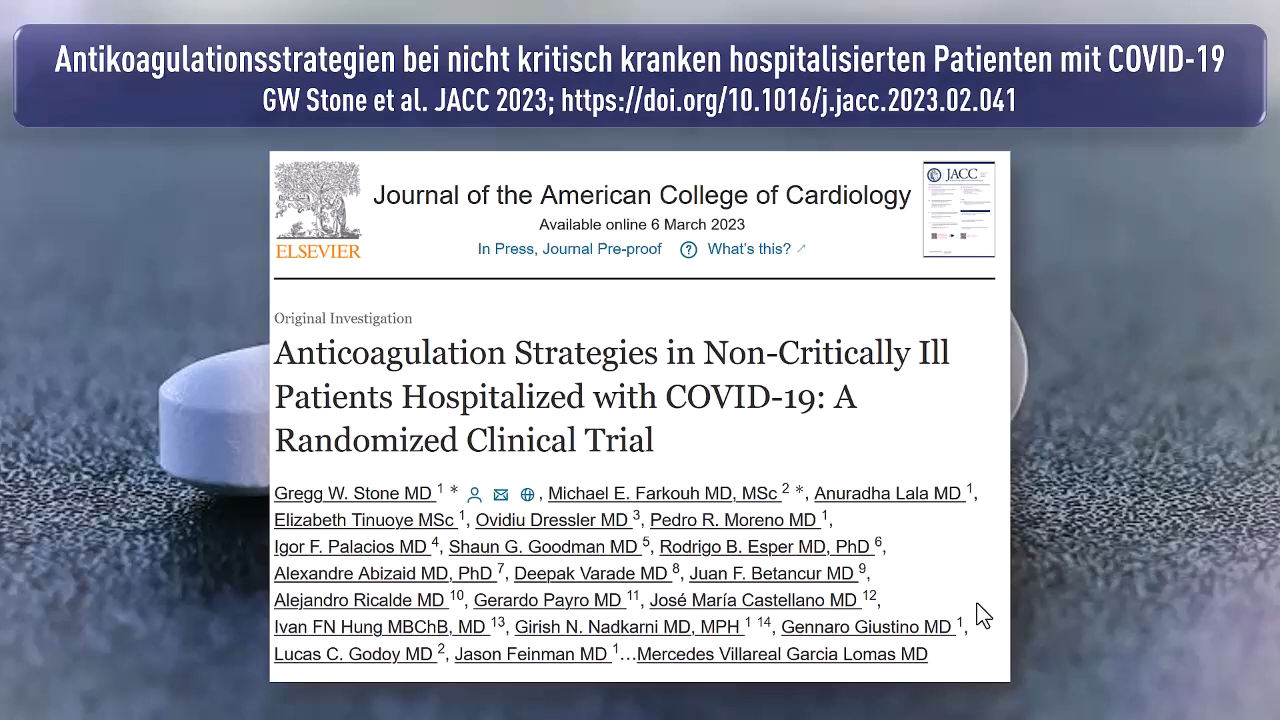 Antikoagulationsstrategien bei nicht kritisch kranken hospitalisierten Patienten mit COVID-19
GW Stone et al. JACC 2023; https://doi.org/10.1016/j.jacc.2023.02.041
ELSEVIER
Journal of the American College of Cardiology
Available online 6 March 2023
In Press, Journal Pre-proof ? What's this? ↗
JACC
Original Investigation
Anticoagulation Strategies in Non-Critically Ill
Patients Hospitalized with COVID-19: A
Randomized Clinical Trial
Gregg W. Stone MD 1 * , Michael E. Farkouh MD, MSc 2 *, Anuradha Lala MD 1,
Elizabeth Tinuoye MSc 1, Ovidiu Dressler MD 3, Pedro R. Moreno MD 1,
Igor F. Palacios MD 4, Shaun G. Goodman MD 5, Rodrigo B. Esper MD, PhD 6,
Alexandre Abizaid MD, PhD 7, Deepak Varade MD 8, Juan F. Betancur MD 9,
Alejandro Ricalde MD 10, Gerardo Payro MD 11, José María Castellano MD 12,
Ivan FN Hung MBChB, MD 13, Girish N. Nadkarni MD, MPH 1 14, Gennaro Giustino MD 1,
Lucas C. Godoy MD 2, Jason Feinman MD 1…Mercedes Villareal Garcia Lomas MD